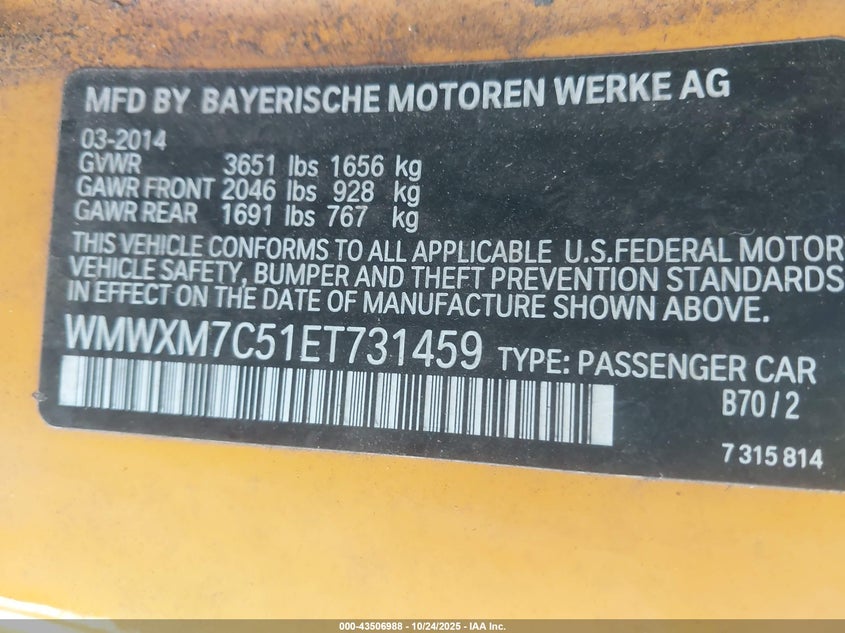 MFD BY BAYERISCHE MOTOREN WERKE AG
03-2014
GVWR 3651 lbs 1656 kg
GAWR FRONT 2046 lbs 928 kg
GAWR REAR 1691 lbs 767 kg
THIS VEHICLE CONFORMS TO ALL APPLICABLE U.S.FEDERAL MOTOR
VEHICLE SAFETY, BUMPER AND THEFT PREVENTION STANDARDS
IN EFFECT ON THE DATE OF MANUFACTURE SHOWN ABOVE.
WMWXM7C51ET731459 TYPE: PASSENGER CAR
B70/2
7 315 814
000-43506988 - 10/24/2025 - IAA Inc.